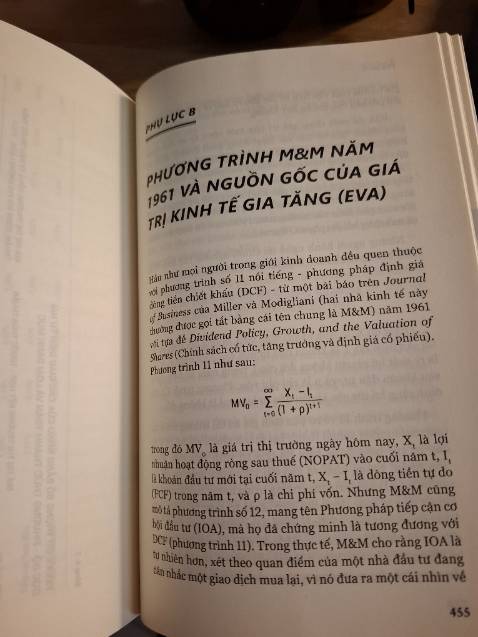 PHỤ LỤC B
PHƯƠNG TRÌNH M&M NĂM
1961 VÀ NGUỒN GỐC CỦA GIÁ
TRỊ KINH TẾ GIA TĂNG (EVA)
Hầu như mọi người trong giới kinh doanh đều quen thuộc
với phương trình số 11 nổi tiếng - phương pháp định giá
dòng tiền chiết khấu (DCF) - từ một bài báo trên Journal
of Business của Miller và Modigliani (hai nhà kinh tế này
thường được gọi tắt bằng cái tên chung là M&M) năm 1961
với tựa đề Dividend Policy, Growth, and the Valuation of
Shares (Chính sách cổ tức, tăng trưởng và định giá cổ phiếu).
Phương trình 11 như sau:
MV₀ = ∑_{t=0}^{∞} (X_t − I_t) / (1 + ρ)^{t+1}
trong đó MV₀ là giá trị thị trường ngày hôm nay, X_t là lợi
nhuận hoạt động ròng sau thuế (NOPAT) vào cuối năm t, I_t
là khoản đầu tư mới tại cuối năm t, X_t − I_t là dòng tiền tự do
(FCF) trong năm t, và ρ là chi phí vốn. Nhưng M&M cũng
mô tả phương trình số 12, mang tên Phương pháp tiếp cận cơ
hội đầu tư (IOA), mà họ đã chứng minh là tương đương với
DCF (phương trình 11). Trong thực tế, M&M cho rằng IOA là
tự nhiên hơn, xét theo quan điểm của một nhà đầu tư đang
cân nhắc một giao dịch mua lại, vì nó đưa ra một cái nhìn về
455